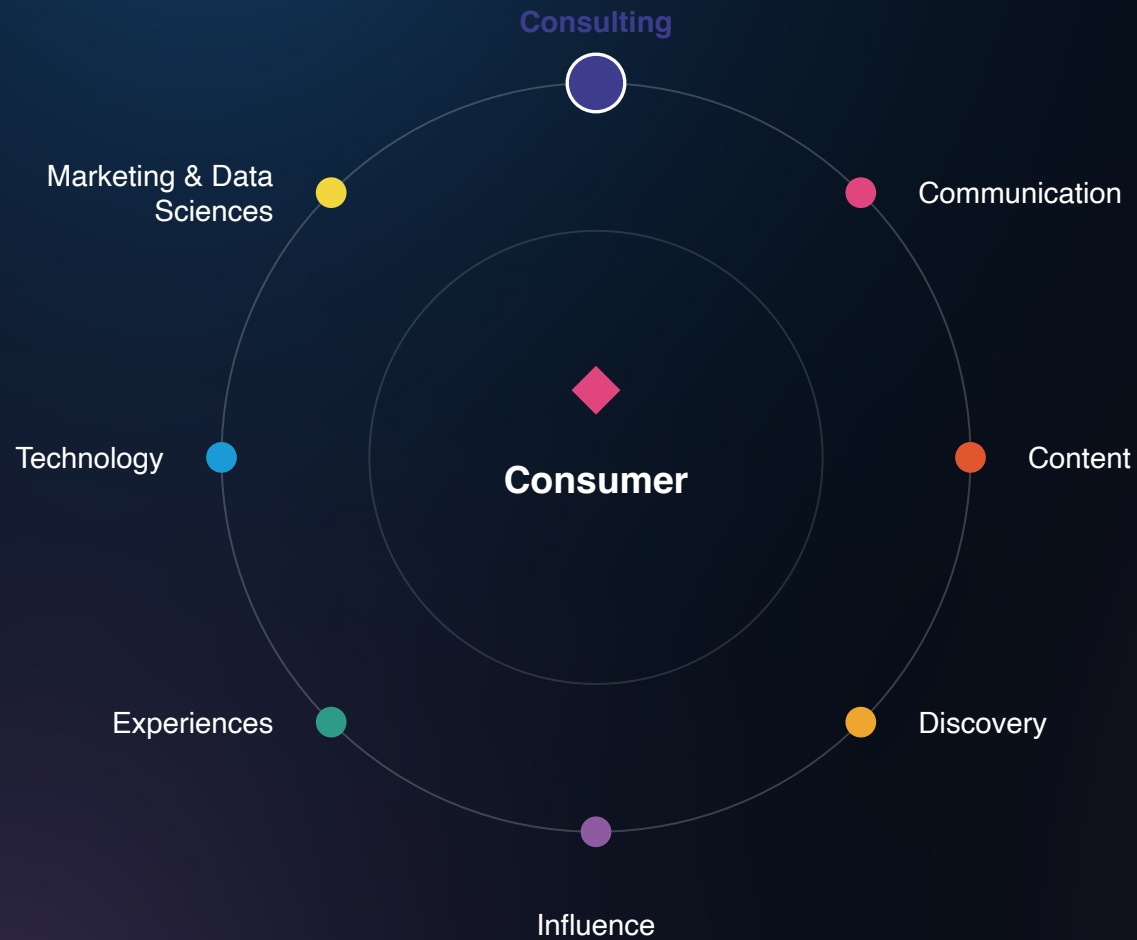 Consulting
Marketing & Data
Sciences
Communication
Technology
Consumer
Content
Experiences
Discovery
Influence